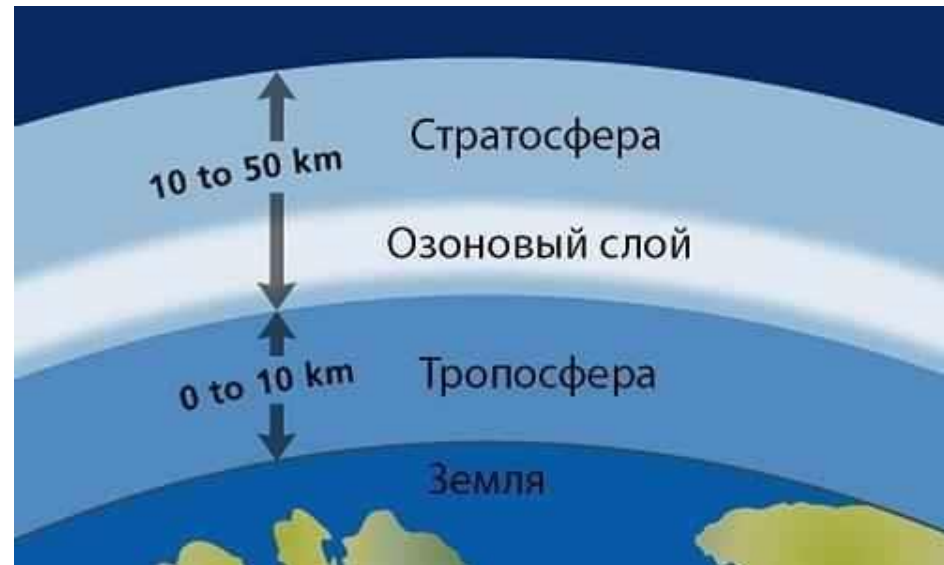 Стратосфера
10 to 50 km
Озоновый слой
Тропосфера
0 to 10 km
Земля